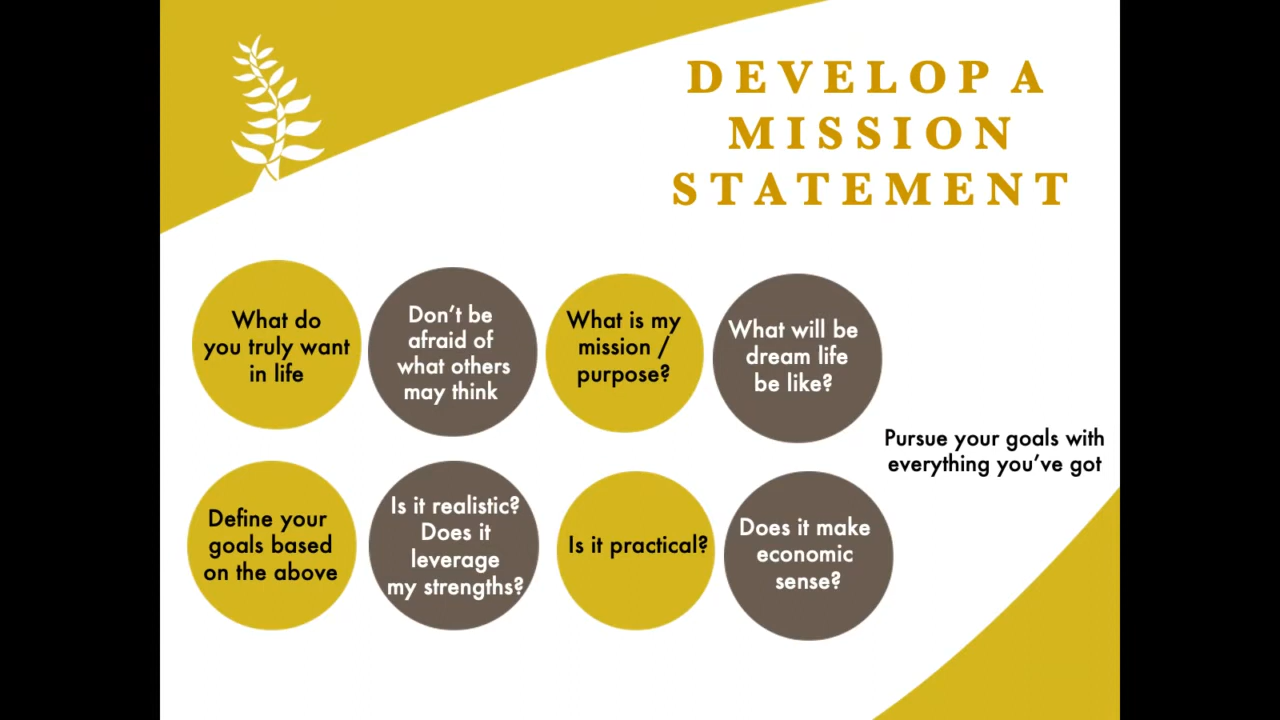 DEVELOP A
MISSION
STATEMENT
What do
you truly want
in life
Don't be
afraid of
what others
may think
What is my
mission /
purpose?
What will be
dream life
be like?
Pursue your goals with
everything you've got
Define your
goals based
on the above
Is it realistic?
Does it
leverage
my strengths?
Is it practical?
Does it make
economic
sense?